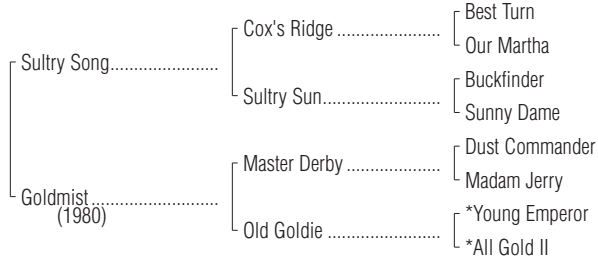 Best Turn
Cox's Ridge ......................
Our Martha
Sultry Song.......................
Buckfinder
Sultry Sun.........................
Sunny Dame
Dust Commander
Master Derby ....................
Madam Jerry
Goldmist...........................
(1980)
*Young Emperor
Old Goldie ........................
*All Gold II